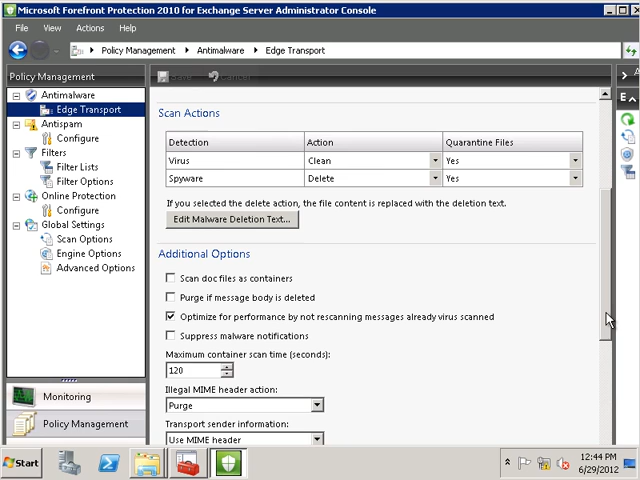 Microsoft Forefront Protection 2010 for Exchange Server Administrator Console
File View Actions Help
Policy Management Antimalware Edge Transport
Policy Management
Save Cancel
A
Antimalware
Edge Transport
Antispam
Configure
Filters
Filter Lists
Filter Options
Online Protection
Configure
Global Settings
Scan Options
Engine Options
Advanced Options
Monitoring
Policy Management
Scan Actions
Detection Action Quarantine Files
Virus Clean Yes
Spyware Delete Yes
If you selected the delete action, the file content is replaced with the deletion text.
Edit Malware Deletion Text...
Additional Options
Scan doc files as containers
Purge if message body is deleted
Optimize for performance by not rescanning messages already virus scanned
Suppress malware notifications
Maximum container scan time (seconds):
120
Illegal MIME header action:
Purge
Transport sender information:
Use MIME header
E
Start
12:44 PM
6/29/2012